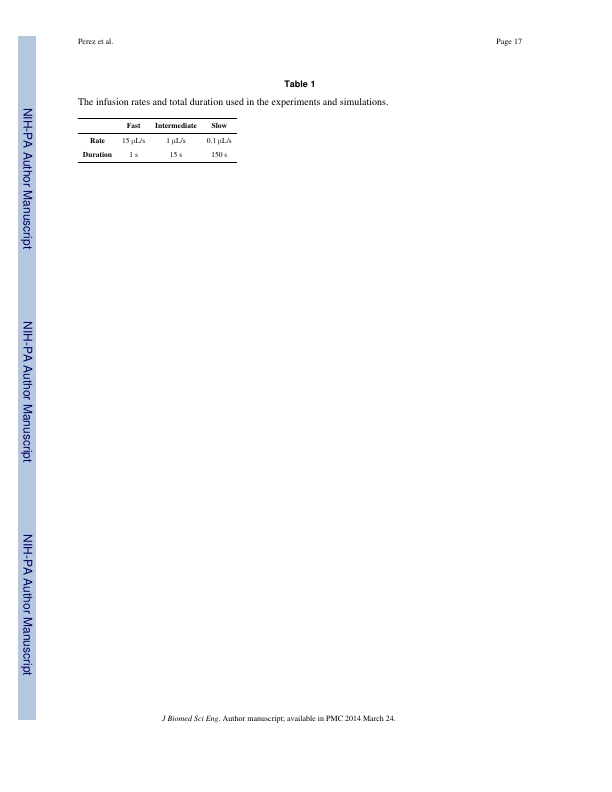 Perez et al. Page 17
Table 1
The infusion rates and total duration used in the experiments and simulations.
Fast Intermediate Slow
Rate 15 μL/s 1 μL/s 0.1 μL/s
Duration 1 s 15 s 150 s
NIH-PA Author Manuscript
NIH-PA Author Manuscript
NIH-PA Author Manuscript
J Biomed Sci Eng. Author manuscript; available in PMC 2014 March 24.